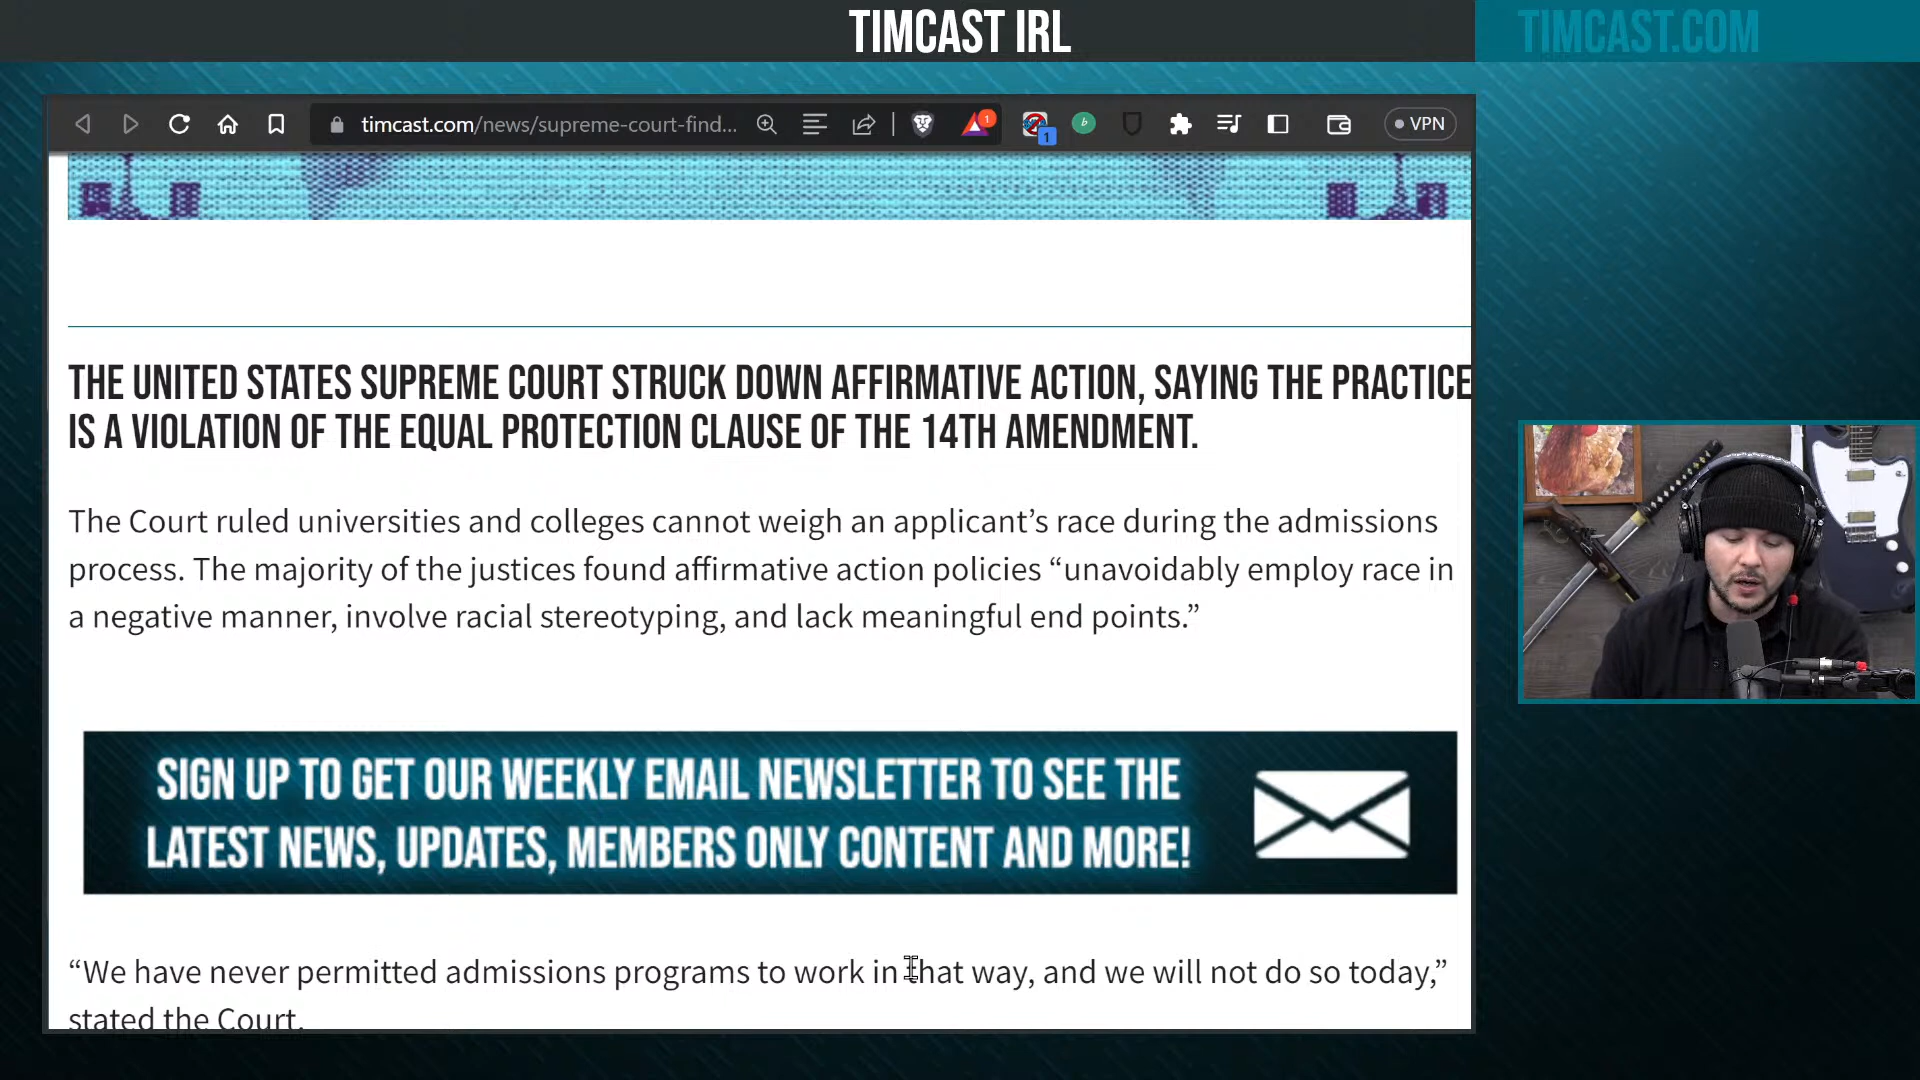 TIMCAST IRL
TIMCAST.COM
timcast.com/news/supreme-court-find...
1
1
b
VPN
THE UNITED STATES SUPREME COURT STRUCK DOWN AFFIRMATIVE ACTION, SAYING THE PRACTICE
IS A VIOLATION OF THE EQUAL PROTECTION CLAUSE OF THE 14TH AMENDMENT.
The Court ruled universities and colleges cannot weigh an applicant’s race during the admissions
process. The majority of the justices found affirmative action policies “unavoidably employ race in
a negative manner, involve racial stereotyping, and lack meaningful end points.”
SIGN UP TO GET OUR WEEKLY EMAIL NEWSLETTER TO SEE THE
LATEST NEWS, UPDATES, MEMBERS ONLY CONTENT AND MORE!
“We have never permitted admissions programs to work in that way, and we will not do so today,”
stated the Court.